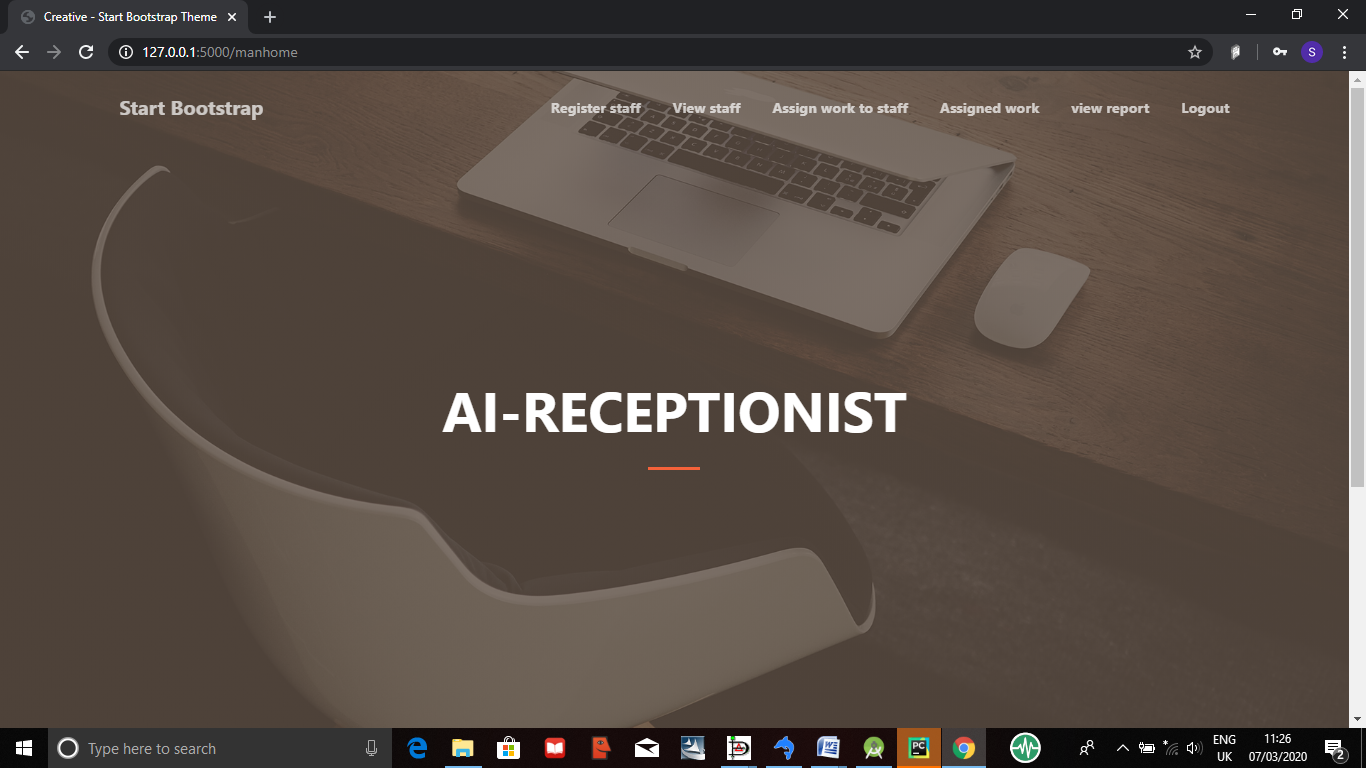 Creative - Start Bootstrap Theme
127.0.0.1:5000/manhome
S
Start Bootstrap
Register staff
View staff
Assign work to staff
Assigned work
view report
Logout
AI-RECEPTIONIST
Type here to search
W
PC
ENG
UK
11:26
07/03/2020
2